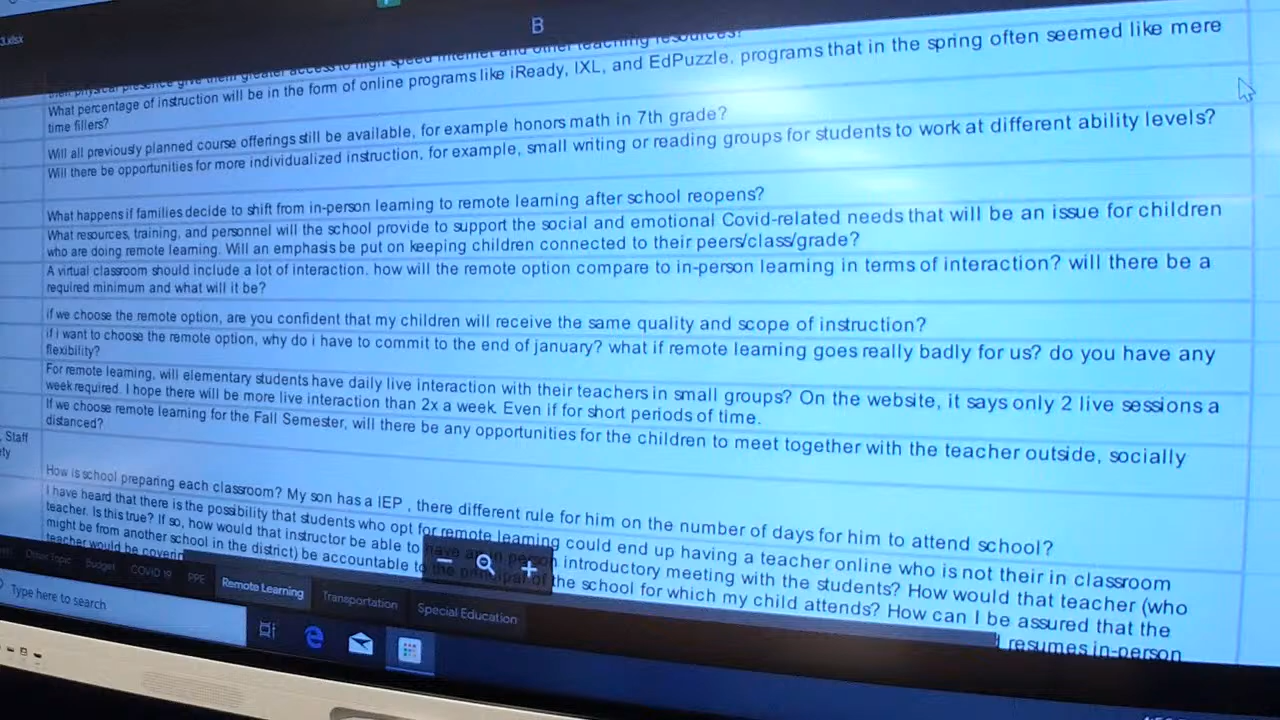 3.xlsx
B
their physical presence give them greater access to high speed internet and other teaching resources?
What percentage of instruction will be in the form of online programs like iReady, IXL, and EdPuzzle, programs that in the spring often seemed like mere
time fillers?
Will all previously planned course offerings still be available, for example honors math in 7th grade?
Will there be opportunities for more individualized instruction, for example, small writing or reading groups for students to work at different ability levels?
What happens if families decide to shift from in-person learning to remote learning after school reopens?
What resources, training, and personnel will the school provide to support the social and emotional Covid-related needs that will be an issue for children
who are doing remote learning. Will an emphasis be put on keeping children connected to their peers/class/grade?
A virtual classroom should include a lot of interaction. how will the remote option compare to in-person learning in terms of interaction? will there be a
required minimum and what will it be?
if we choose the remote option, are you confident that my children will receive the same quality and scope of instruction?
if i want to choose the remote option, why do i have to commit to the end of january? what if remote learning goes really badly for us? do you have any
flexibility?
For remote learning, will elementary students have daily live interaction with their teachers in small groups? On the website, it says only 2 live sessions a
week required. I hope there will be more live interaction than 2x a week. Even if for short periods of time.
If we choose remote learning for the Fall Semester, will there be any opportunities for the children to meet together with the teacher outside, socially
distanced?
, Staff
ety
How is school preparing each classroom? My son has a IEP , there different rule for him on the number of days for him to attend school?
I have heard that there is the possibility that students who opt for remote learning could end up having a teacher online who is not their in classroom
teacher. Is this true? If so, how would that Instructor be able to have an in person introductory meeting with the students? How would that teacher (who
might be from another school in the district) be accountable to the principal of the school for which my child attends? How can I be assured that the
teacher would be coverin
resumes in-person
Other Topic
Budget
COVID 19
PPE
Remote Learning
Transportation
Special Education
Type here to search